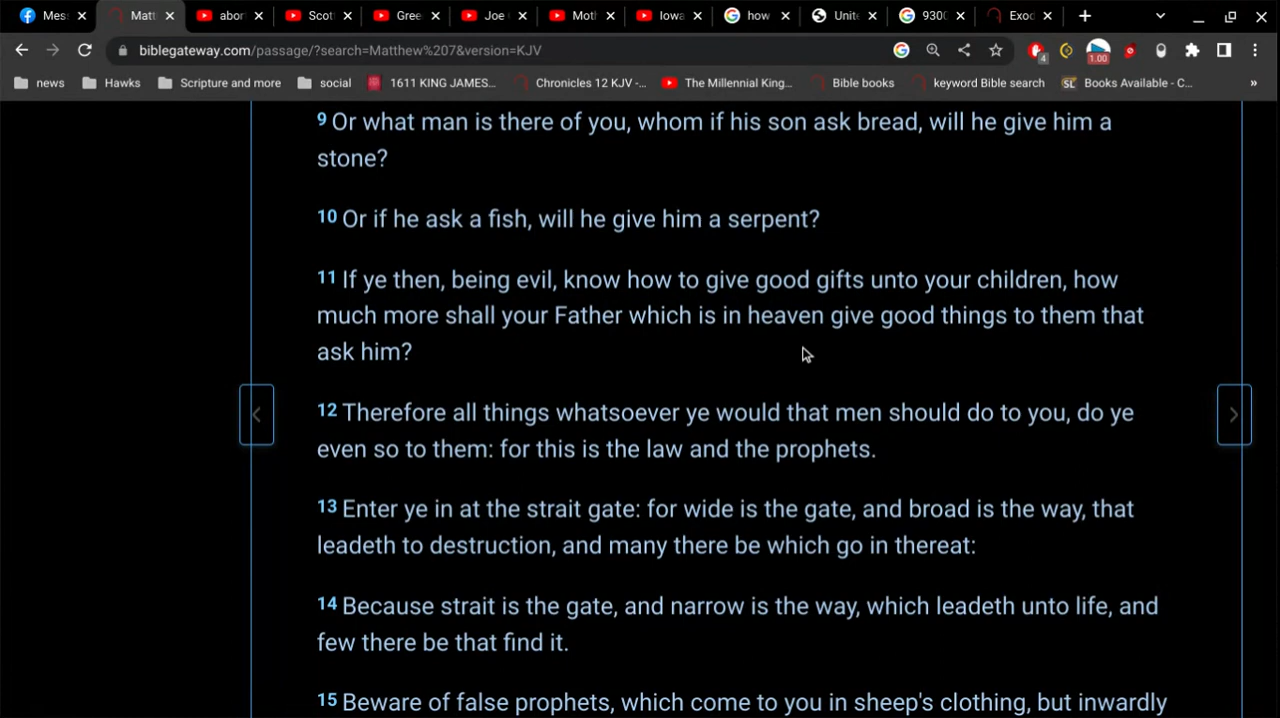 Mess
Matt
abor
Scot
Gree
Joe
Moth
Iowa
how
Unite
9300
Exod
biblegateway.com/passage/?search=Matthew%207&version=KJV
4
1.00
news
Hawks
Scripture and more
social
1611 KING JAMES...
Chronicles 12 KJV -...
The Millennial King...
Bible books
keyword Bible search
SL
Books Available - C...
»
9 Or what man is there of you, whom if his son ask bread, will he give him a
stone?
10 Or if he ask a fish, will he give him a serpent?
11 If ye then, being evil, know how to give good gifts unto your children, how
much more shall your Father which is in heaven give good things to them that
ask him?
12 Therefore all things whatsoever ye would that men should do to you, do ye
even so to them: for this is the law and the prophets.
13 Enter ye in at the strait gate: for wide is the gate, and broad is the way, that
leadeth to destruction, and many there be which go in thereat:
14 Because strait is the gate, and narrow is the way, which leadeth unto life, and
few there be that find it.
15 Beware of false prophets, which come to you in sheep's clothing, but inwardly